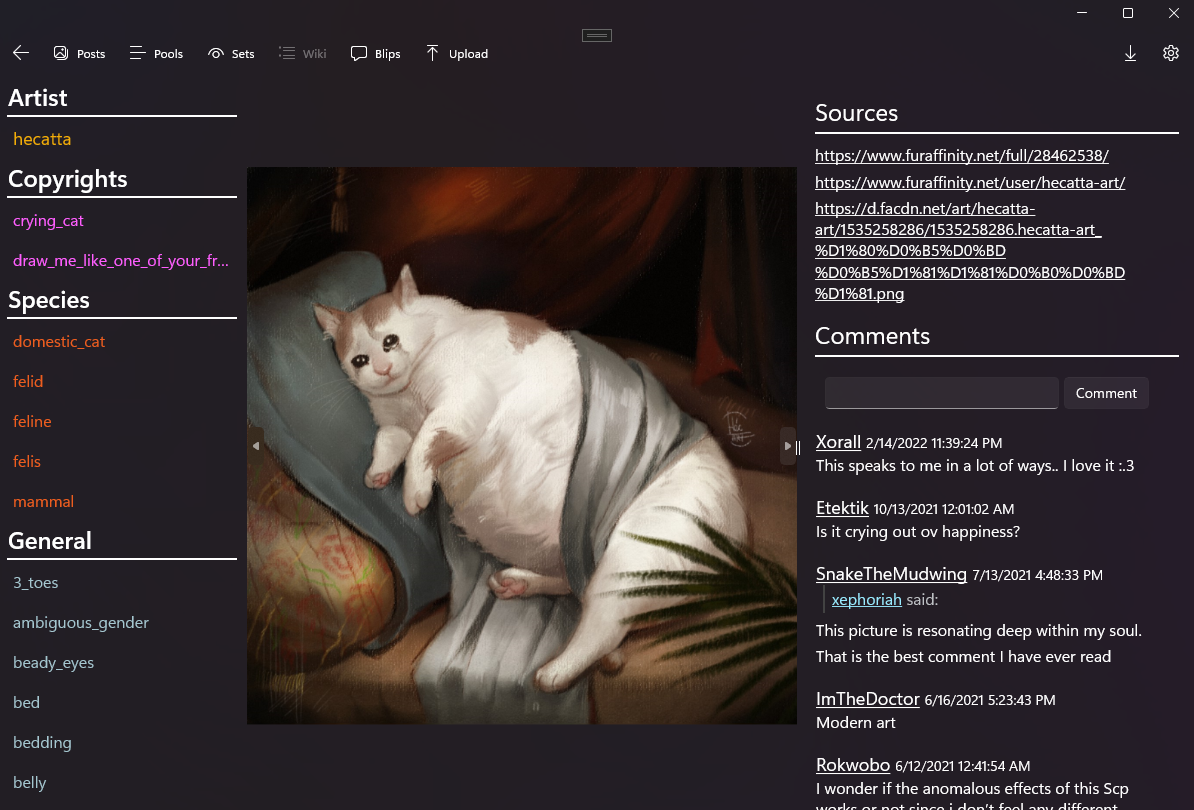 Posts
Pools
Sets
Wiki
Blips
Upload
Artist
hecatta
Copyrights
crying_cat
draw_me_like_one_of_your_fr...
Species
domestic_cat
felid
feline
felis
mammal
General
3_toes
ambiguous_gender
beady_eyes
bed
bedding
belly
Sources
https://www.furaffinity.net/full/28462538/
https://www.furaffinity.net/user/hecatta-art/
https://d.facdn.net/art/hecatta-
art/1535258286/1535258286.hecatta-art_
%D1%80%D0%B5%D0%BD
%D0%B5%D1%81%D1%81%D0%B0%D0%BD
%D1%81.png
Comments
Comment
Xorall 2/14/2022 11:39:24 PM
This speaks to me in a lot of ways.. I love it :.3
Etektik 10/13/2021 12:01:02 AM
Is it crying out ov happiness?
SnakeTheMudwing 7/13/2021 4:48:33 PM
xephoriah said:
This picture is resonating deep within my soul.
That is the best comment I have ever read
ImTheDoctor 6/16/2021 5:23:43 PM
Modern art
Rokwobo 6/12/2021 12:41:54 AM
I wonder if the anomalous effects of this Scp
works or not since i don't feel any different